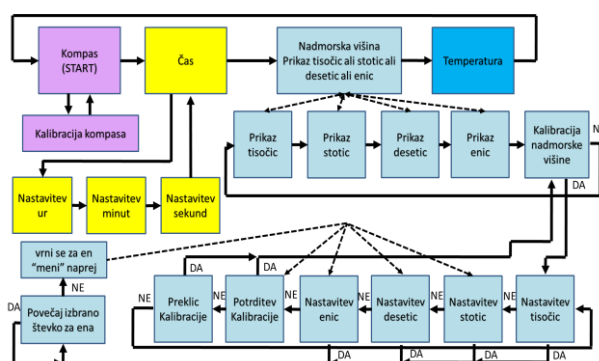 Kompas
(START)
Čas
Nadmorska višina
Prikaz tisočic ali stotic ali
desetic ali enic
Temperatura
Kalibracija kompasa
Prikaz
tisočic
Prikaz
stotic
Prikaz
desetic
Prikaz
enic
Kalibracija
nadmorske
višine
DA
Nastavitev
ur
Nastavitev
minut
Nastavitev
sekund
vrni se za en
"meni" naprej
NE
DA
Povečaj izbrano
števko za ena
DA
DA
NE
Preklic
Kalibracije
NE
Potrditev
Kalibracije
NE
Nastavitev
enic
NE
Nastavitev
desetic
NE
Nastavitev
stotic
NE
Nastavitev
tisočic
DA
DA
DA
DA